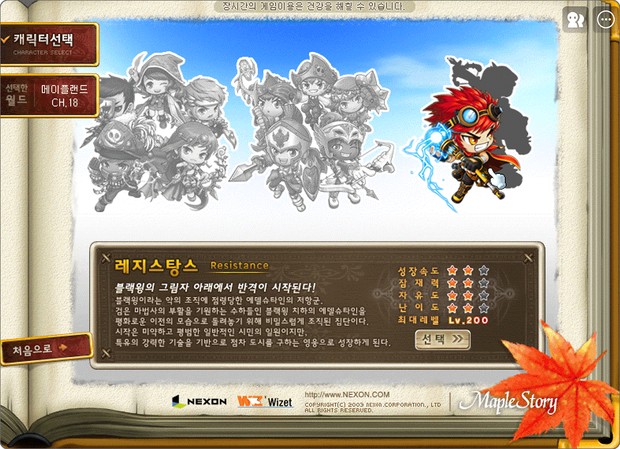 장시간의 게임이용은 건강을 해칠 수 있습니다.
캐릭터선택
CHARACTER SELECT
선택한
월드
메이플랜드
CH.18
레지스탕스 Resistance
블랙윙의 그림자 아래에서 반격이 시작된다!
블랙윙이라는 악의 조직에 점령당한 에델슈타인의 저항군.
검은 마법사의 부활을 기원하는 수하들인 블랙윙 치하의 에델슈타인을
평화로운 이전의 모습으로 돌려놓기 위해 비밀스럽게 조직된 집단이다.
시작은 미약하고 평범한 일반적인 시민의 일원이지만,
특유의 강력한 기술을 기반으로 점차 도시를 구하는 영웅으로 성장하게 된다.
성장속도
잠재력
자유도
난이도
최대레벨 Lv.200
선택
처음으로
NEXON
Wizet
http://www.NEXON.COM
COPYRIGHT(C) 2003 NEXON.CORPORATION., LTD
ALL RIGHTS RESERVED.
MapleStory